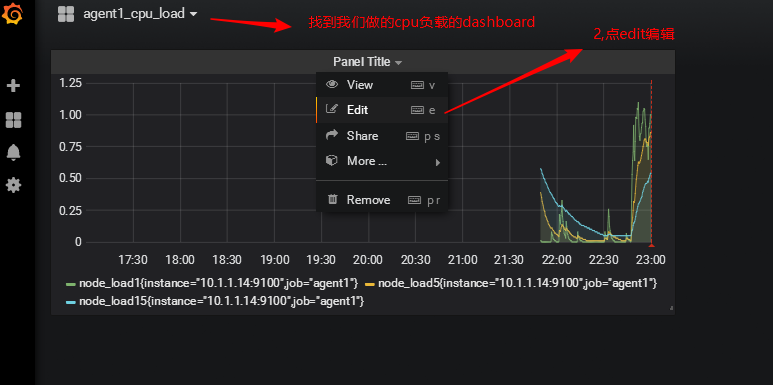 agent1_cpu_load
找到我们做的cpu负载的dashboard
2,点edit编辑
Panel Title
View v
Edit e
Share p s
More ...
Remove p r
1.25
1.00
0.75
0.50
0.25
0
17:30 18:00 18:30 19:00 19:30 20:00 20:30 21:00 21:30 22:00 22:30 23:00
node_load1{instance="10.1.1.14:9100",job="agent1"} node_load5{instance="10.1.1.14:9100",job="agent1"}
node_load15{instance="10.1.1.14:9100",job="agent1"}